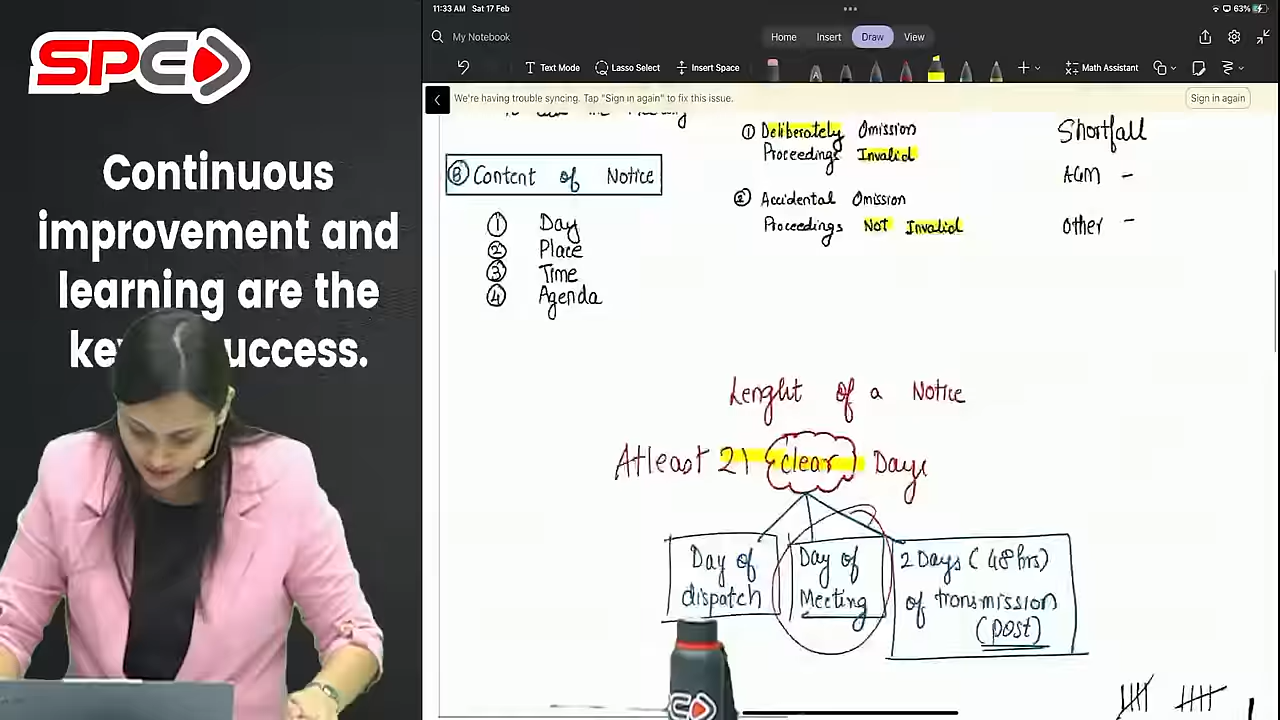 11:33 AM Sat 17 Feb
63%
My Notebook
Home Insert Draw View
Text Mode Lasso Select Insert Space Math Assistant
We're having trouble syncing. Tap "Sign in again" to fix this issue.
Sign in again
SPC
Continuous
improvement and
learning are the
success.
B Content of Notice
① Day
② Place
③ Time
④ Agenda
① Deliberately Omission
Proceedings Invalid
② Accidental Omission
Proceedings Not Invalid
Shortfall
AGM -
Other -
Lenght of a Notice
Atleast 21 clear Days
Day of
dispatch
Day of
Meeting
2 Days (48 hrs)
of transmission
(post)